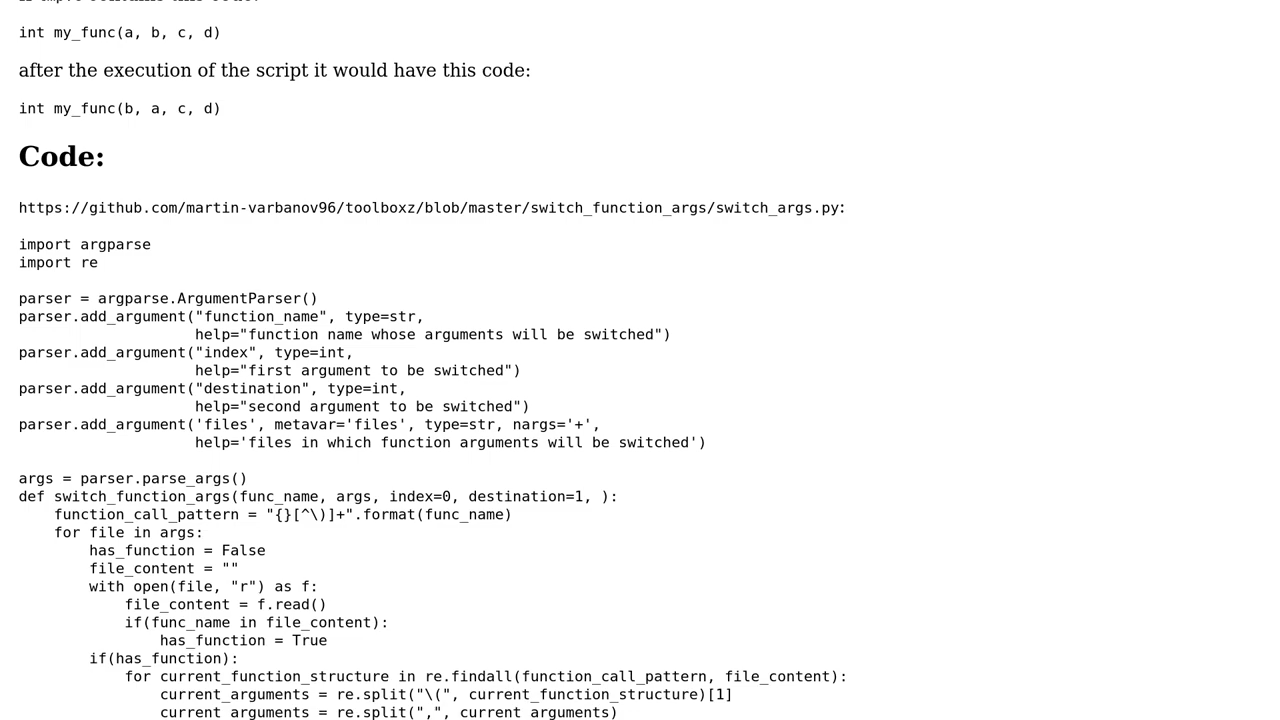 int my_func(a, b, c, d)
after the execution of the script it would have this code:
int my_func(b, a, c, d)
Code:
https://github.com/martin-varbanov96/toolboxz/blob/master/switch_function_args/switch_args.py:
import argparse
import re
parser = argparse.ArgumentParser()
parser.add_argument("function_name", type=str,
                    help="function name whose arguments will be switched")
parser.add_argument("index", type=int,
                    help="first argument to be switched")
parser.add_argument("destination", type=int,
                    help="second argument to be switched")
parser.add_argument('files', metavar='files', type=str, nargs='+',
                    help='files in which function arguments will be switched')
args = parser.parse_args()
def switch_function_args(func_name, args, index=0, destination=1, ):
    function_call_pattern = "{}[^\)]+".format(func_name)
    for file in args:
        has_function = False
        file_content = ""
        with open(file, "r") as f:
            file_content = f.read()
            if(func_name in file_content):
                has_function = True
        if(has_function):
            for current_function_structure in re.findall(function_call_pattern, file_content):
                current_arguments = re.split("\(", current_function_structure)[1]
                current_arguments = re.split(",", current_arguments)